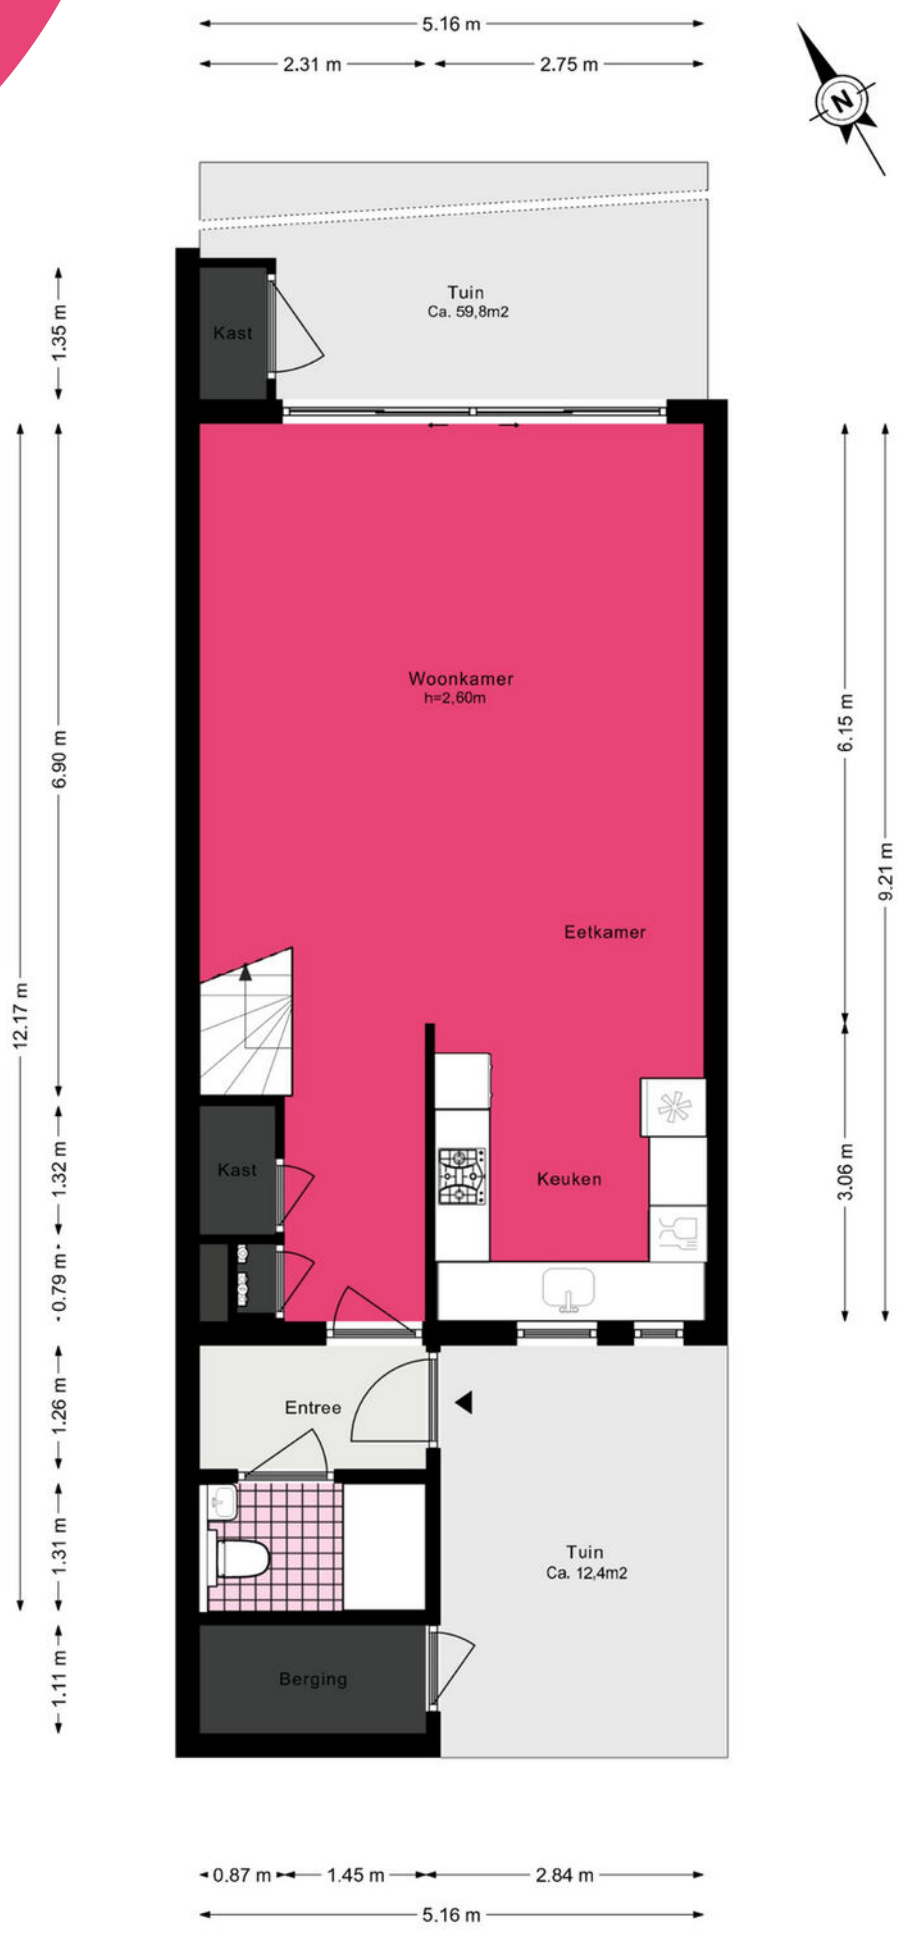 5.16 m
2.31 m
2.75 m
N
Tuin
Ca. 59,8m2
Kast
1.35 m
Woonkamer
h=2,60m
6.90 m
6.15 m
9.21 m
Eetkamer
12.17 m
Kast
1.32 m
Keuken
3.06 m
0.79 m
Entree
1.26 m
1.31 m
Tuin
Ca. 12,4m2
Berging
1.11 m
0.87 m
1.45 m
2.84 m
5.16 m